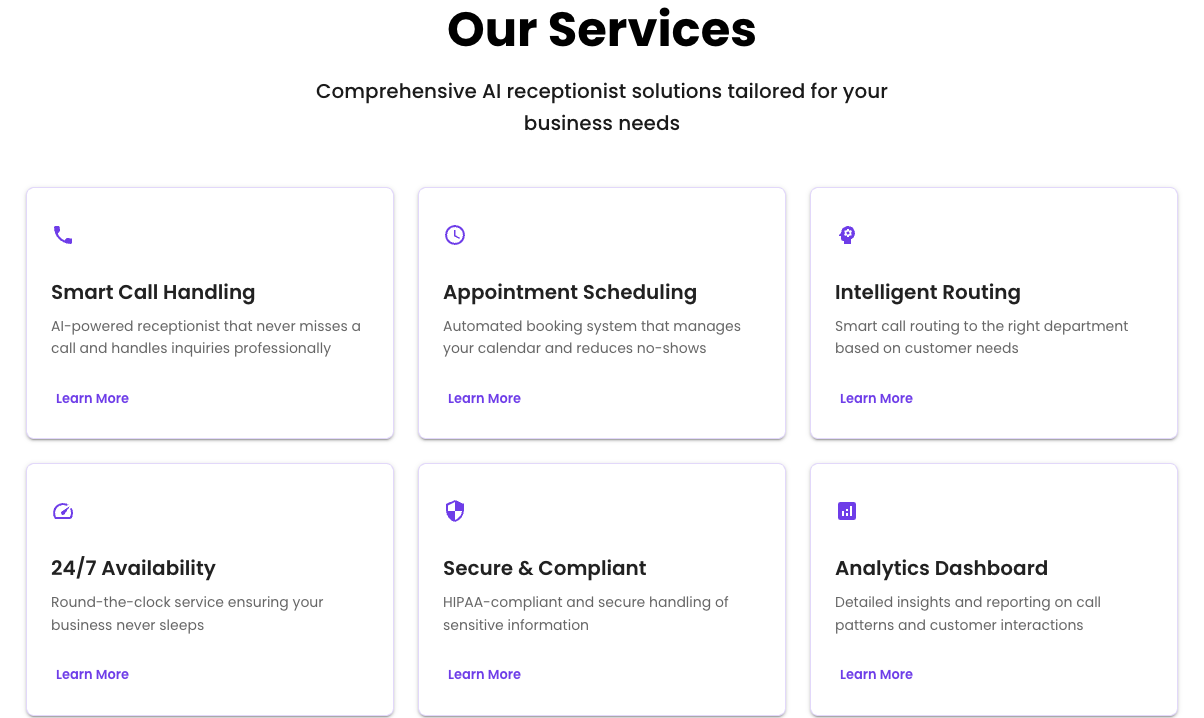 Our Services
Comprehensive AI receptionist solutions tailored for your
business needs
Smart Call Handling
AI-powered receptionist that never misses a
call and handles inquiries professionally
Learn More
Appointment Scheduling
Automated booking system that manages
your calendar and reduces no-shows
Learn More
Intelligent Routing
Smart call routing to the right department
based on customer needs
Learn More
24/7 Availability
Round-the-clock service ensuring your
business never sleeps
Learn More
Secure & Compliant
HIPAA-compliant and secure handling of
sensitive information
Learn More
Analytics Dashboard
Detailed insights and reporting on call
patterns and customer interactions
Learn More